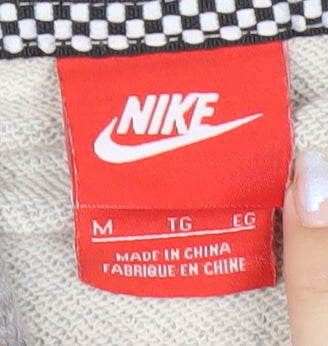 NIKE
M TG EG
MADE IN CHINA
FABRIQUE EN CHINE